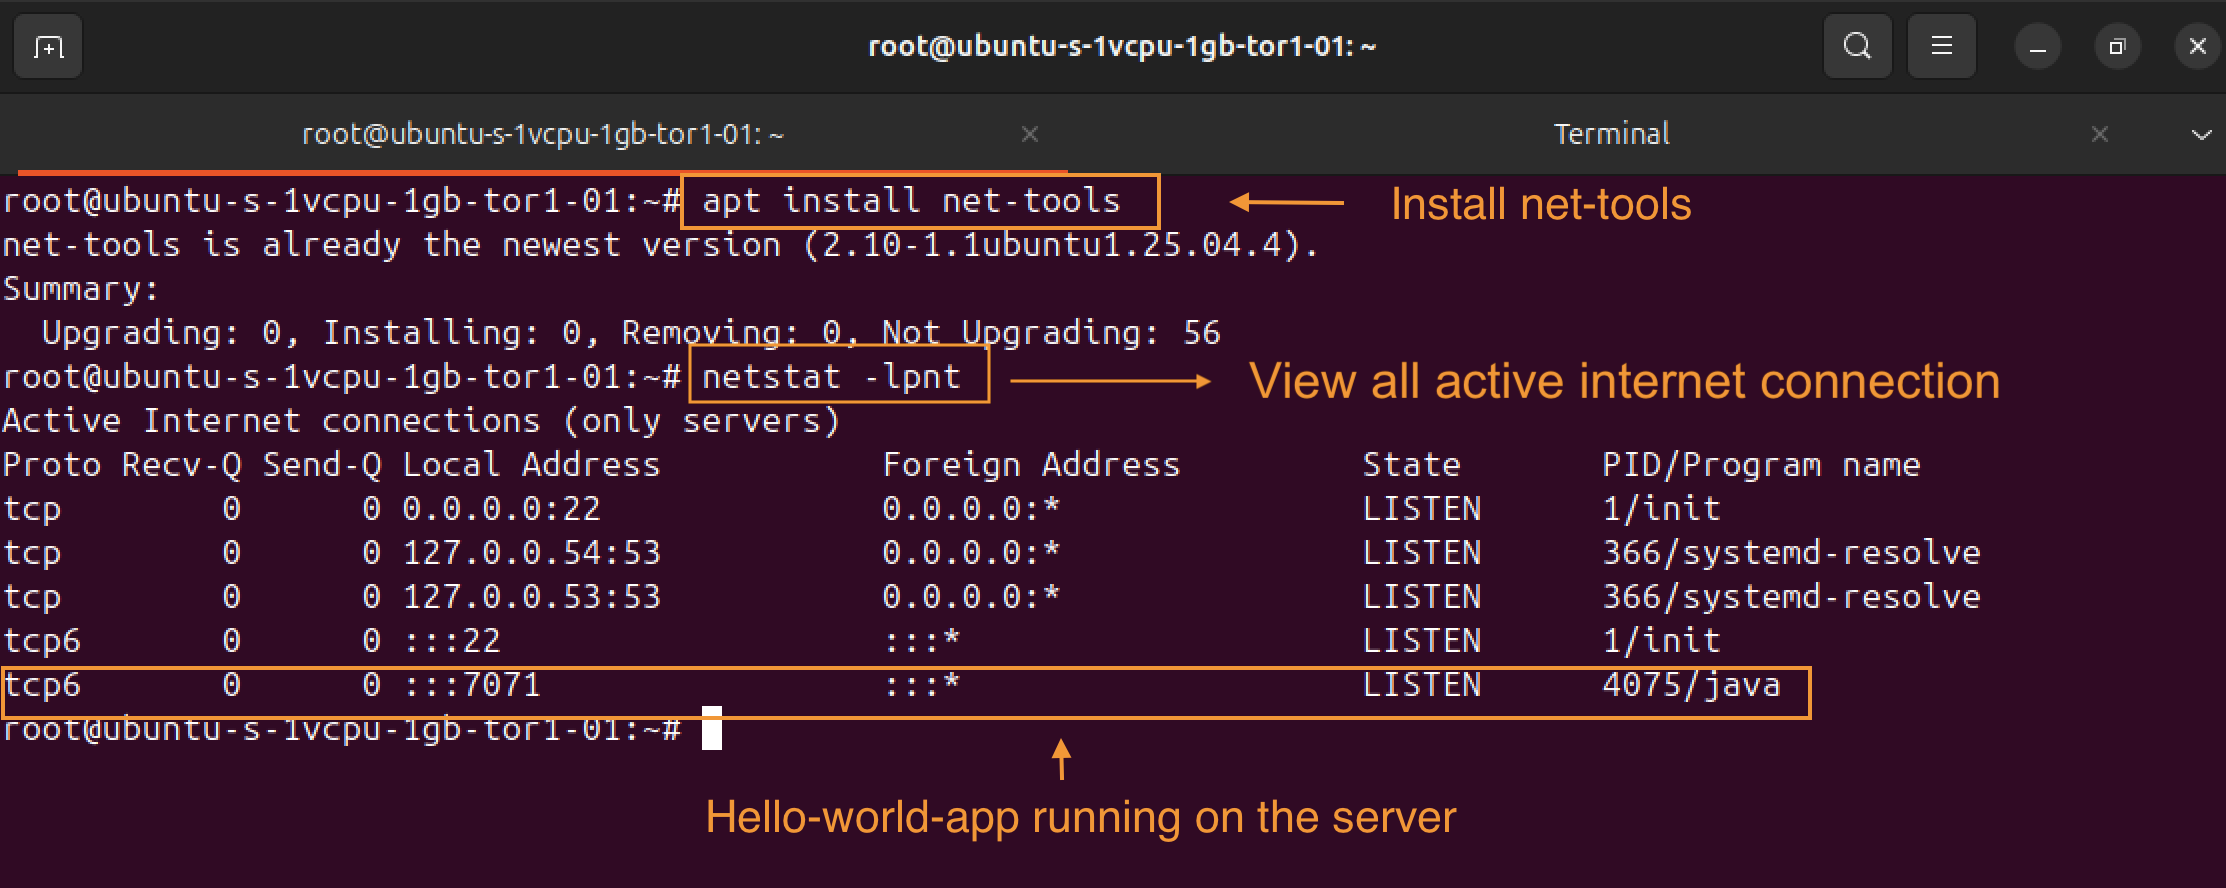 root@ubuntu-s-1vcpu-1gb-tor1-01: ~
root@ubuntu-s-1vcpu-1gb-tor1-01: ~
Terminal
root@ubuntu-s-1vcpu-1gb-tor1-01:~# apt install net-tools
Install net-tools
net-tools is already the newest version (2.10-1.1ubuntu1.25.04.4).
Summary:
  Upgrading: 0, Installing: 0, Removing: 0, Not Upgrading: 56
root@ubuntu-s-1vcpu-1gb-tor1-01:~# netstat -lpnt
View all active internet connection
Active Internet connections (only servers)
Proto Recv-Q Send-Q Local Address           Foreign Address         State       PID/Program name
tcp        0      0 0.0.0.0:22              0.0.0.0:*               LISTEN      1/init
tcp        0      0 127.0.0.54:53           0.0.0.0:*               LISTEN      366/systemd-resolve
tcp        0      0 127.0.0.53:53           0.0.0.0:*               LISTEN      366/systemd-resolve
tcp6       0      0 :::22                   :::*                    LISTEN      1/init
tcp6       0      0 :::7071                 :::*                    LISTEN      4075/java
root@ubuntu-s-1vcpu-1gb-tor1-01:~#
Hello-world-app running on the server